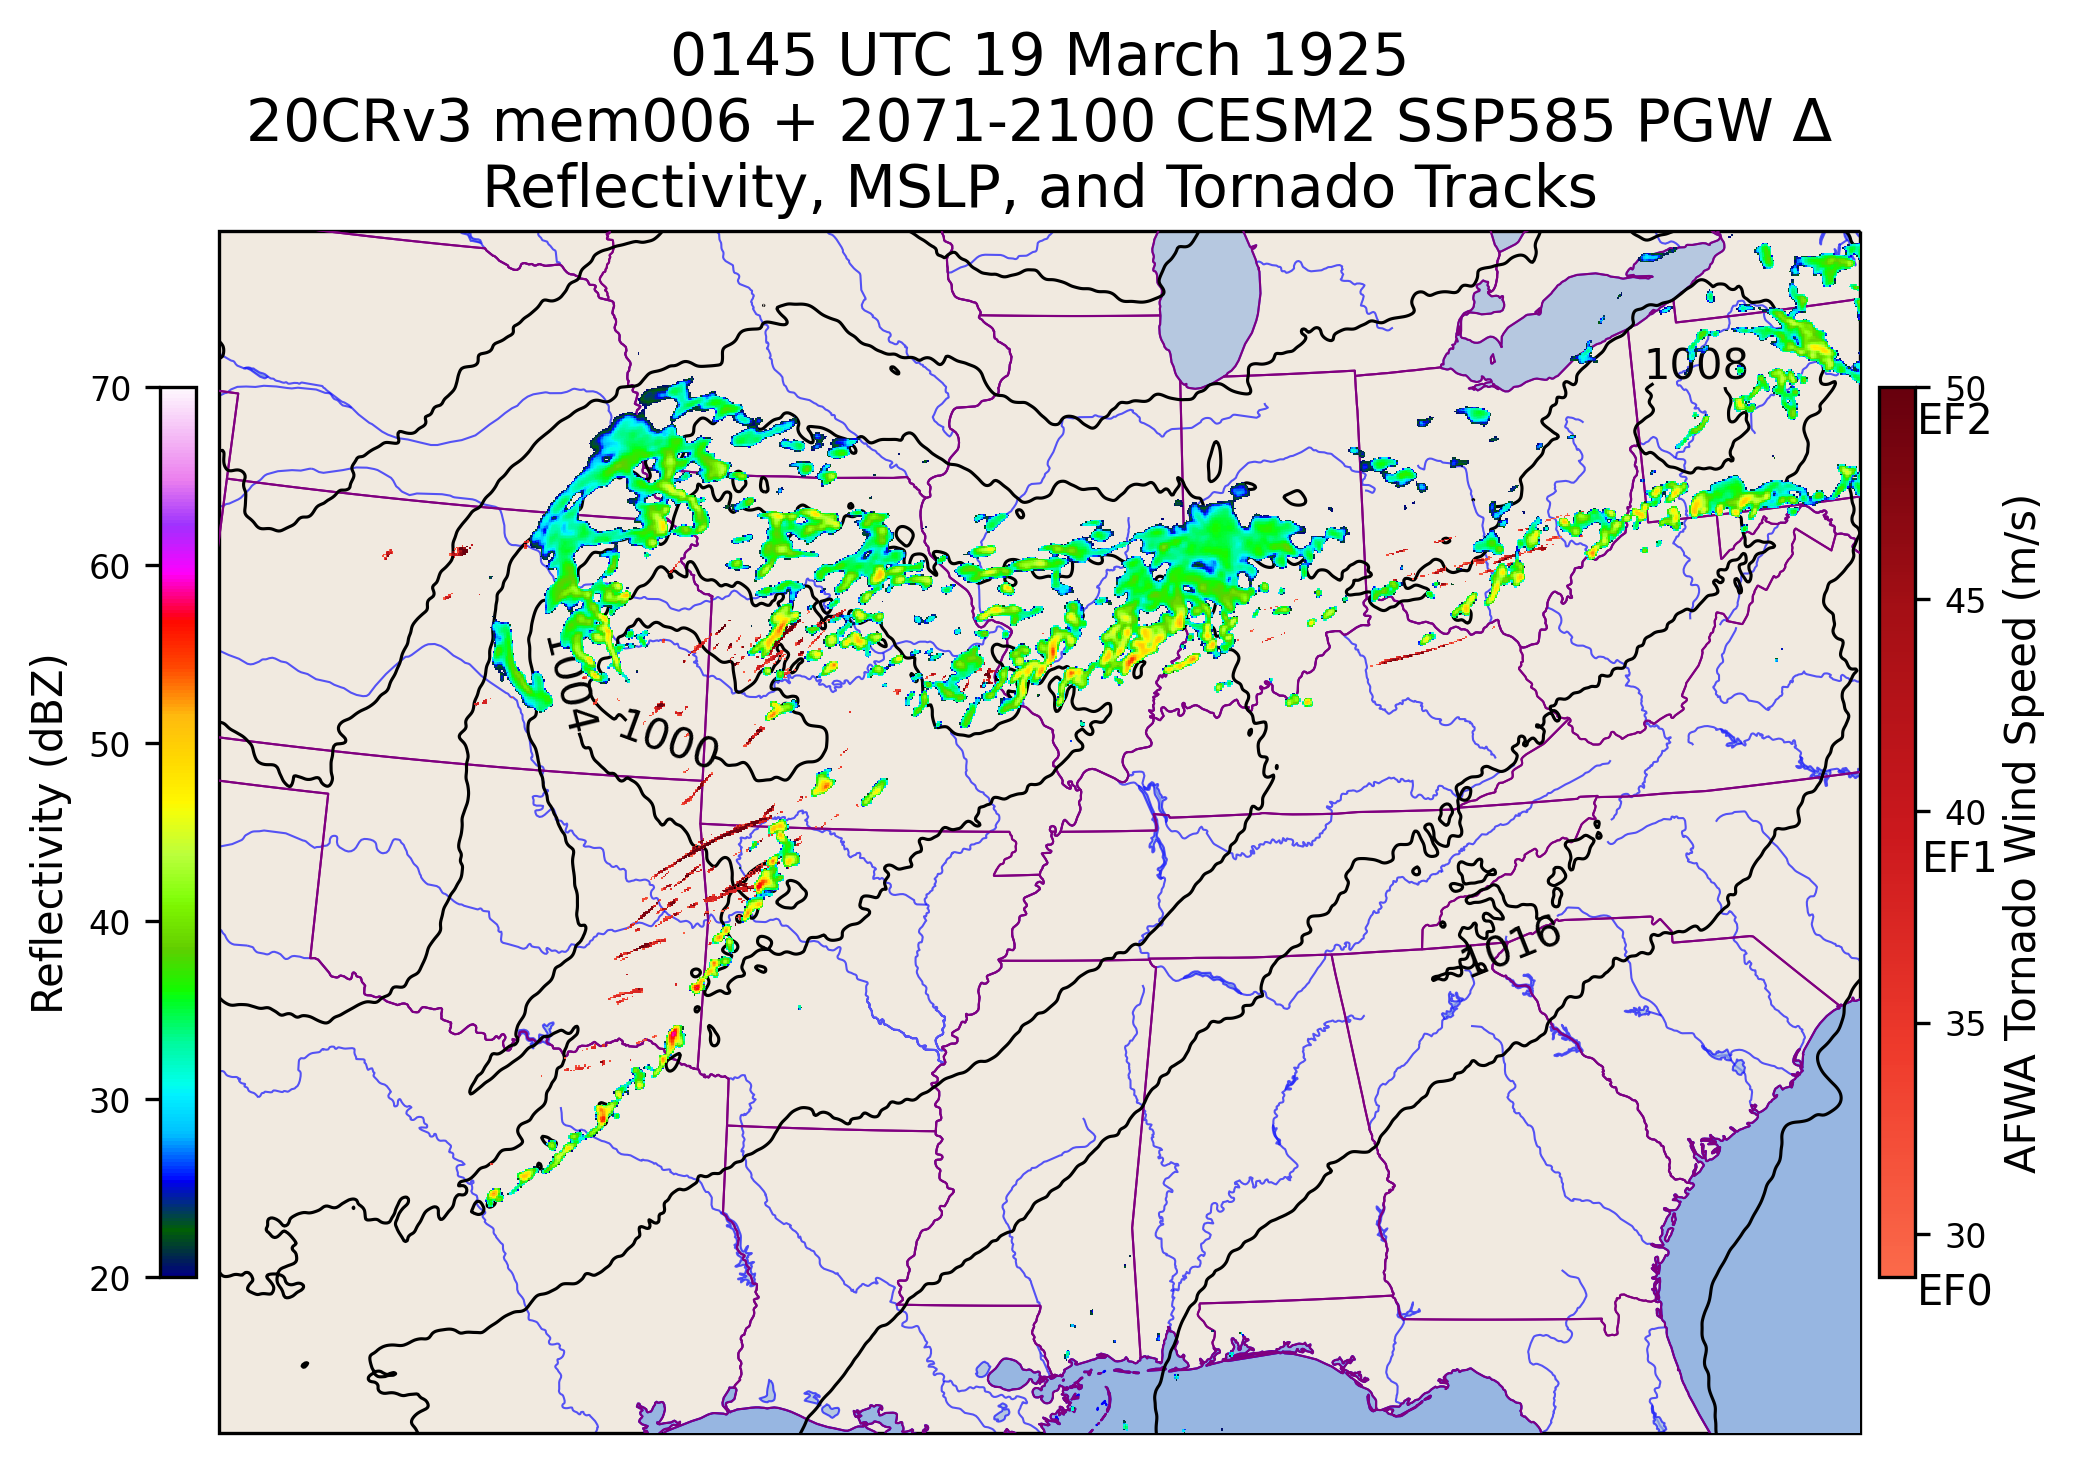 0145 UTC 19 March 1925
20CRv3 mem006 + 2071-2100 CESM2 SSP585 PGW Δ
Reflectivity, MSLP, and Tornado Tracks
Reflectivity (dBZ)
70
60
50
40
30
20
1008
1004
1000
1016
50
EF2
45
40
EF1
35
30
EF0
AFWA Tornado Wind Speed (m/s)